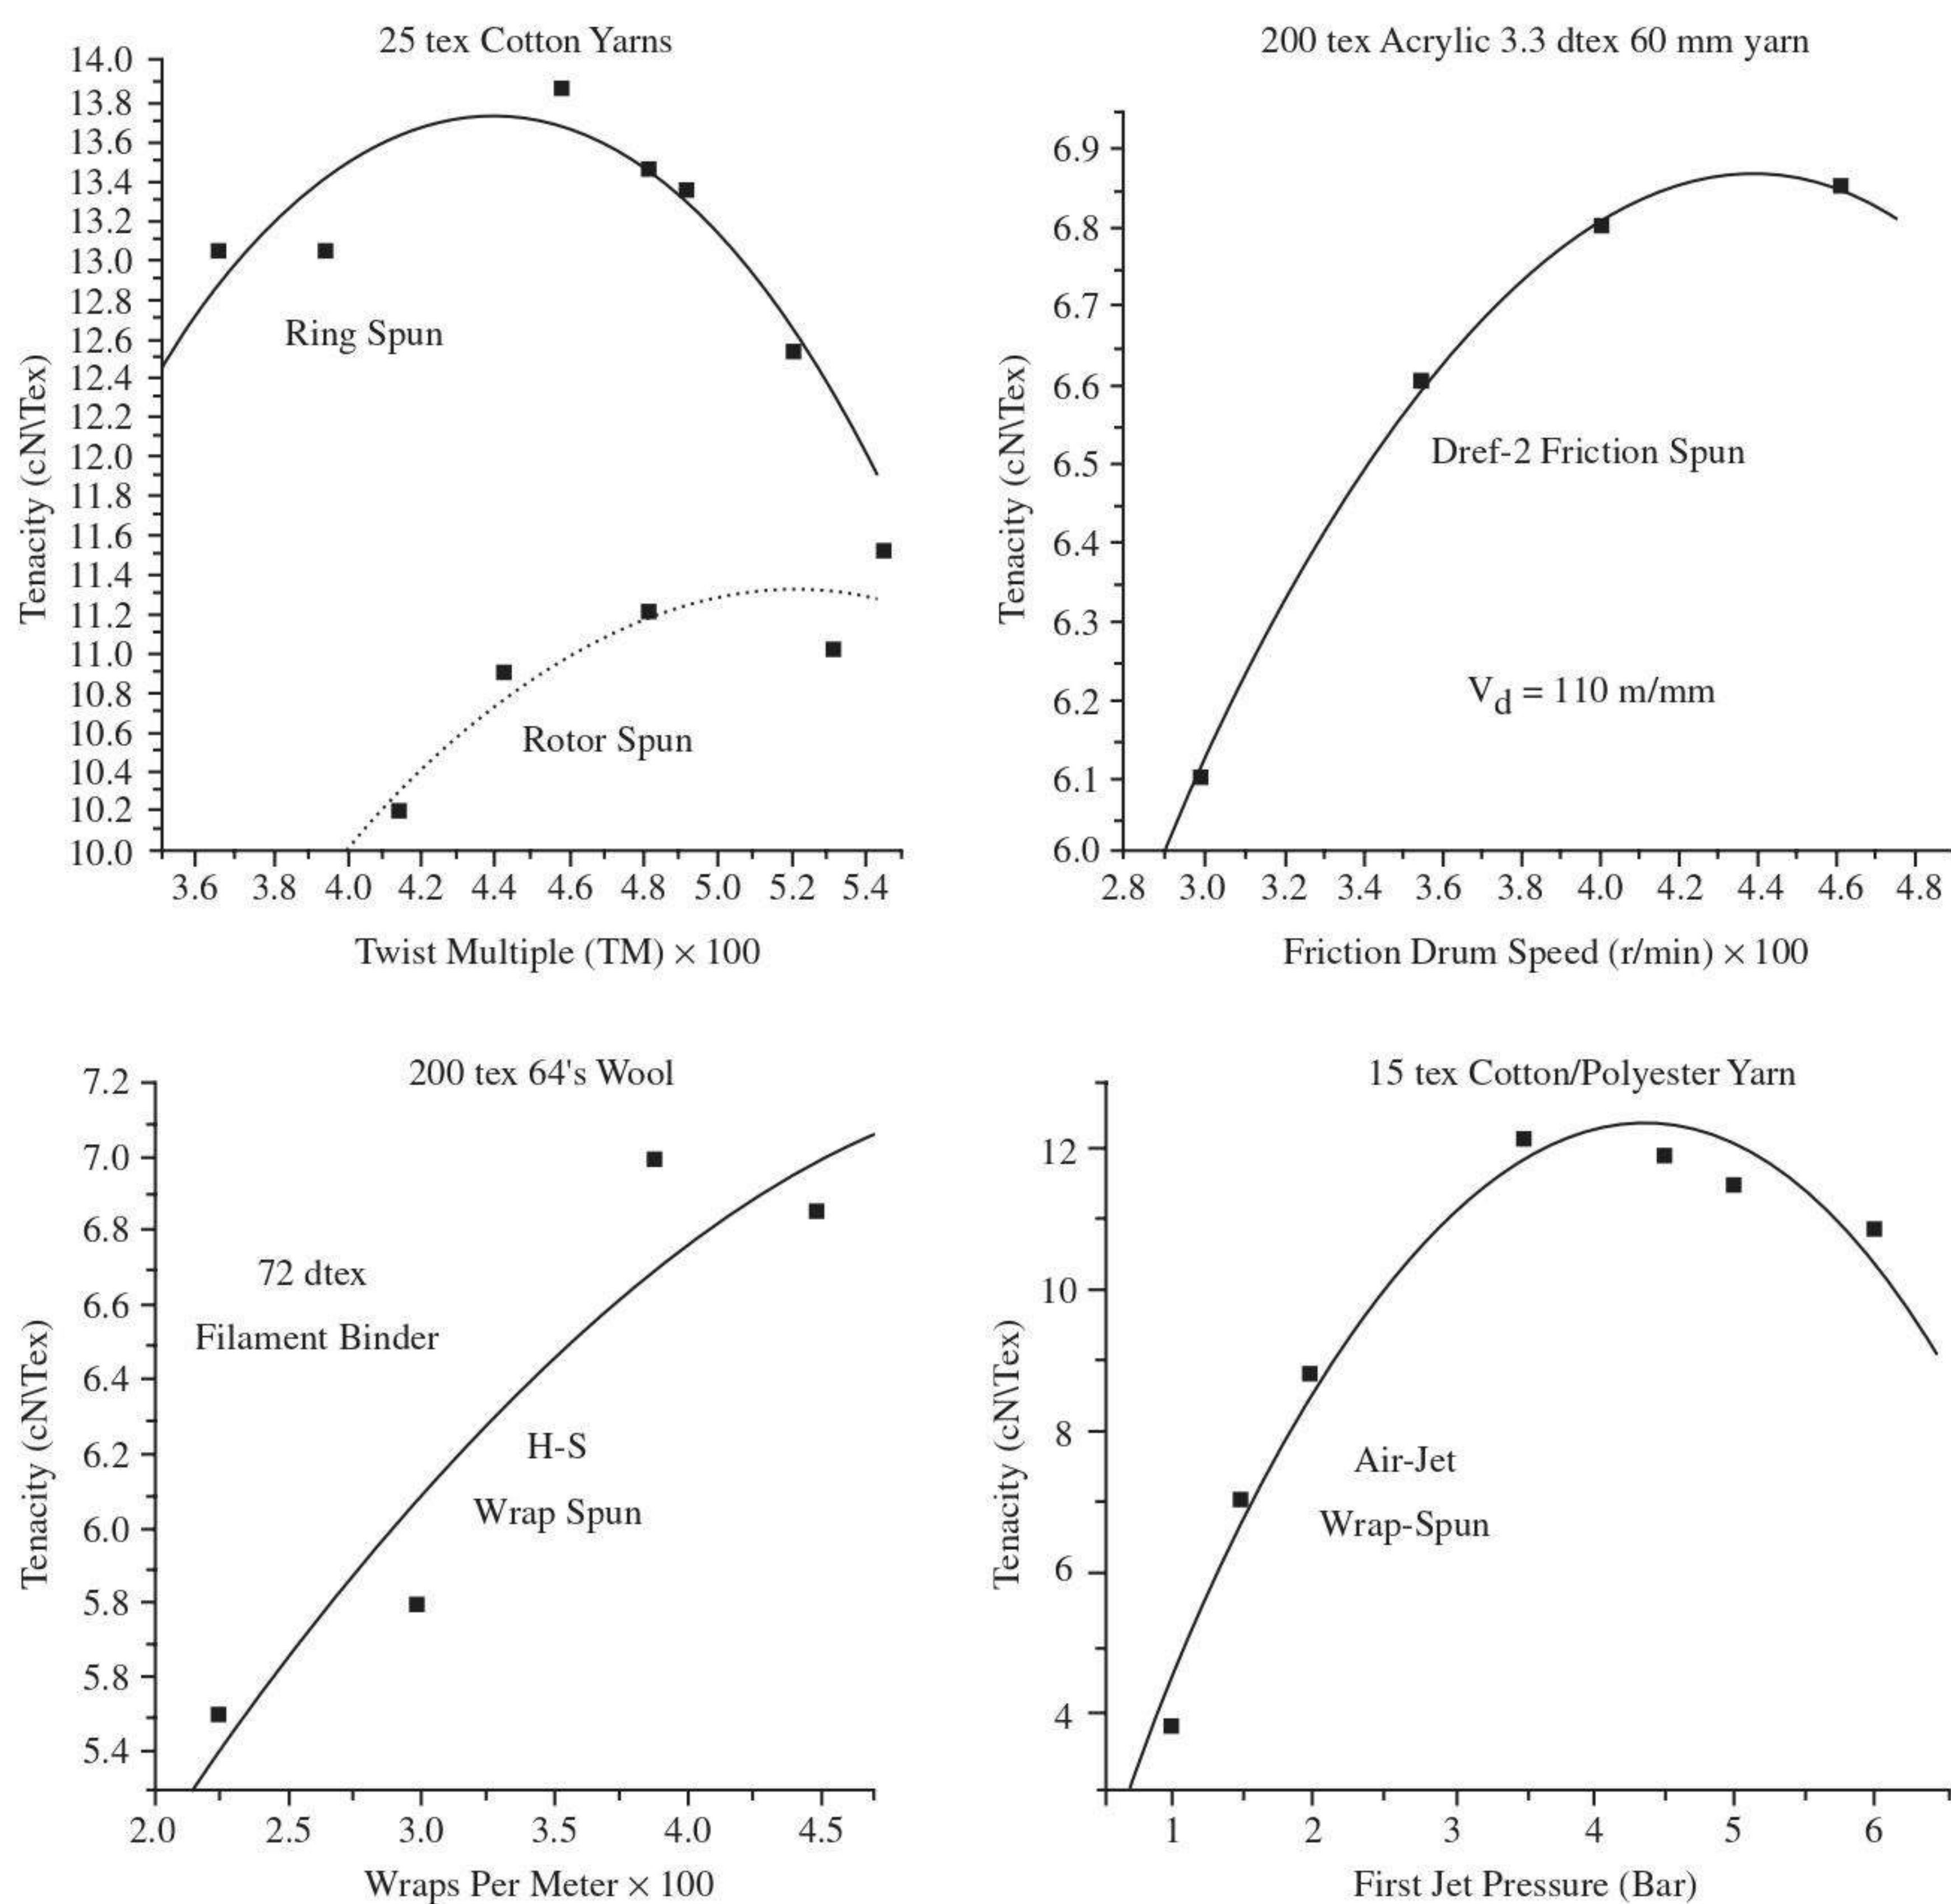 25 tex Cotton Yarns
14.0
13.8
13.6
13.4
13.2
13.0
12.8
12.6
12.4
12.2
12.0
11.8
11.6
11.4
11.2
11.0
10.8
10.6
10.4
10.2
10.0
Tenacity (cN\Tex)
Ring Spun
Rotor Spun
3.6 3.8 4.0 4.2 4.4 4.6 4.8 5.0 5.2 5.4
Twist Multiple (TM) × 100
200 tex Acrylic 3.3 dtex 60 mm yarn
6.9
6.8
6.7
6.6
6.5
6.4
6.3
6.2
6.1
6.0
Tenacity (cN\Tex)
Dref-2 Friction Spun
Vd = 110 m/mm
2.8 3.0 3.2 3.4 3.6 3.8 4.0 4.2 4.4 4.6 4.8
Friction Drum Speed (r/min) × 100
200 tex 64's Wool
7.2
7.0
6.8
6.6
6.4
6.2
6.0
5.8
5.8
5.4
Tenacity (cN\Tex)
72 dtex
Filament Binder
H-S
Wrap Spun
2.0 2.5 3.0 3.5 4.0 4.5
Wraps Per Meter × 100
15 tex Cotton/Polyester Yarn
12
10
8
6
4
Tenacity (cN\Tex)
Air-Jet
Wrap-Spun
1 2 3 4 5 6
First Jet Pressure (Bar)